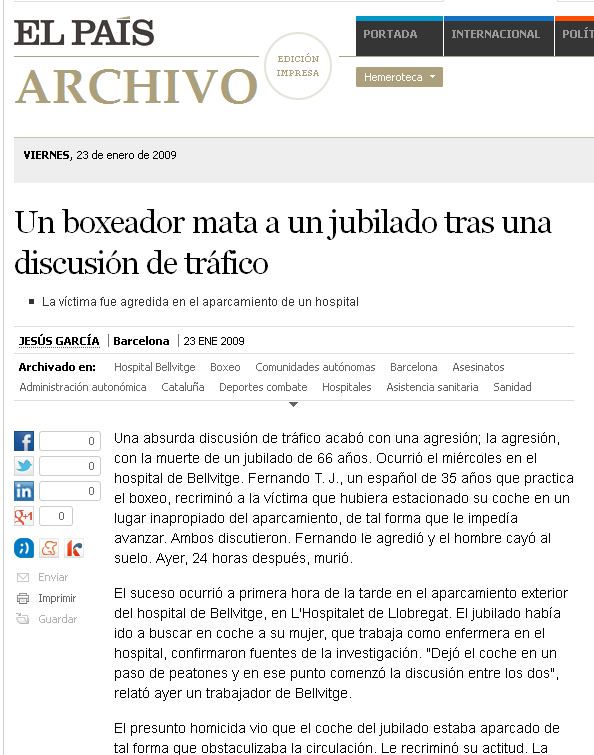 EL PAÍS
ARCHIVO
EDICIÓN
IMPRESA
PORTADA
INTERNACIONAL
POLÍT
Hemeroteca
VIERNES, 23 de enero de 2009
Un boxeador mata a un jubilado tras una
discusión de tráfico
La víctima fue agredida en el aparcamiento de un hospital
JESÚS GARCÍA | Barcelona | 23 ENE 2009
Archivado en: Hospital Bellvitge Boxeo Comunidades autónomas Barcelona Asesinatos
Administración autonómica Cataluña Deportes combate Hospitales Asistencia sanitaria Sanidad
0
0
0
0
Enviar
Imprimir
Guardar
Una absurda discusión de tráfico acabó con una agresión; la agresión,
con la muerte de un jubilado de 66 años. Ocurrió el miércoles en el
hospital de Bellvitge. Fernando T. J., un español de 35 años que practica
el boxeo, recriminó a la víctima que hubiera estacionado su coche en un
lugar inapropiado del aparcamiento, de tal forma que le impedía
avanzar. Ambos discutieron. Fernando le agredió y el hombre cayó al
suelo. Ayer, 24 horas después, murió.
El suceso ocurrió a primera hora de la tarde en el aparcamiento exterior
del hospital de Bellvitge, en L'Hospitalet de Llobregat. El jubilado había
ido a buscar en coche a su mujer, que trabaja como enfermera en el
hospital, confirmaron fuentes de la investigación. "Dejó el coche en un
paso de peatones y en ese punto comenzó la discusión entre los dos",
relató ayer un trabajador de Bellvitge.
El presunto homicida vio que el coche del jubilado estaba aparcado de
tal forma que obstaculizaba la circulación. Le recriminó su actitud. La